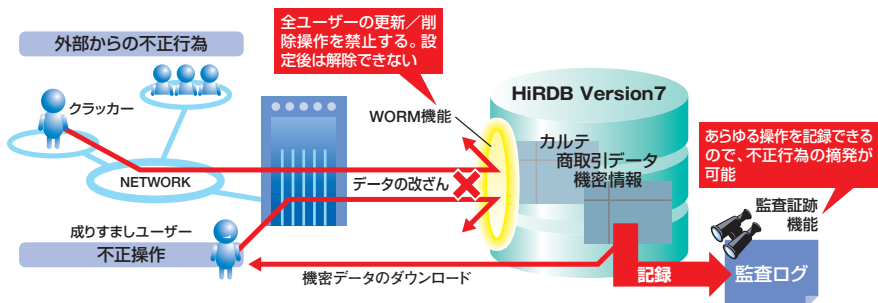 外部からの不正行為
クラッカー
NETWORK
成りすましユーザー
不正操作
全ユーザーの更新／削
除操作を禁止する。設
定後は解除できない
WORM機能
データの改ざん
機密データのダウンロード
HiRDB Version7
カルテ
商取引データ
機密情報
記録
あらゆる操作を記録できる
ので、不正行為の摘発が
可能
監査証跡
機能
監査ログ